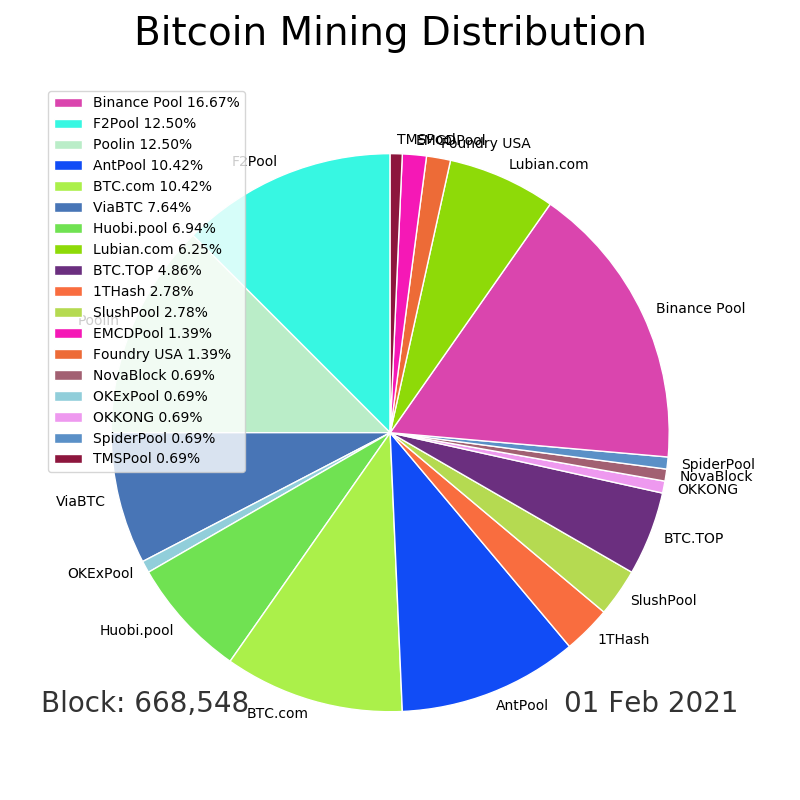 Bitcoin Mining Distribution
Binance Pool 16.67%
F2Pool 12.50%
Poolin 12.50%
AntPool 10.42%
BTC.com 10.42%
ViaBTC 7.64%
Huobi.pool 6.94%
Lubian.com 6.25%
BTC.TOP 4.86%
1THash 2.78%
SlushPool 2.78%
EMCDPool 1.39%
Foundry USA 1.39%
NovaBlock 0.69%
OKExPool 0.69%
OKKONG 0.69%
SpiderPool 0.69%
TMSPool 0.69%
TMSPool
EMCDPool
Foundry USA
Lubian.com
Binance Pool
SpiderPool
NovaBlock
OKKONG
BTC.TOP
SlushPool
1THash
AntPool
BTC.com
Huobi.pool
OKExPool
ViaBTC
Poolin
F2Pool
Block: 668,548
01 Feb 2021